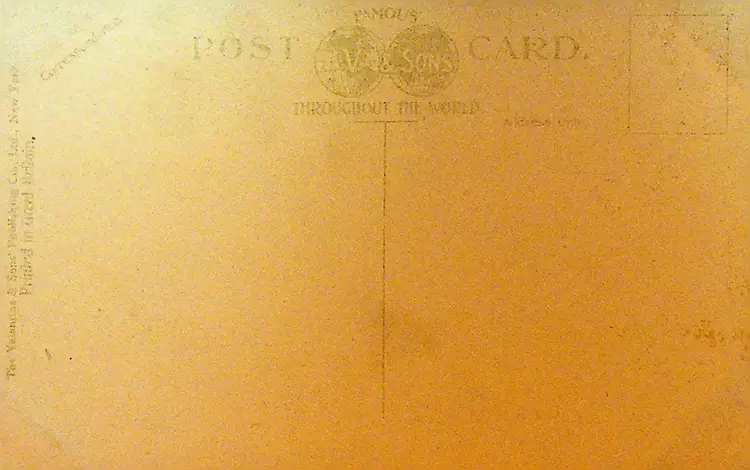 FAMOUS
POST CARD.
& SONS
THROUGHOUT THE WORLD
Address Only.
The Valentine & Sons' Publishing Co., Ltd., New York
Printed in Great Britain.